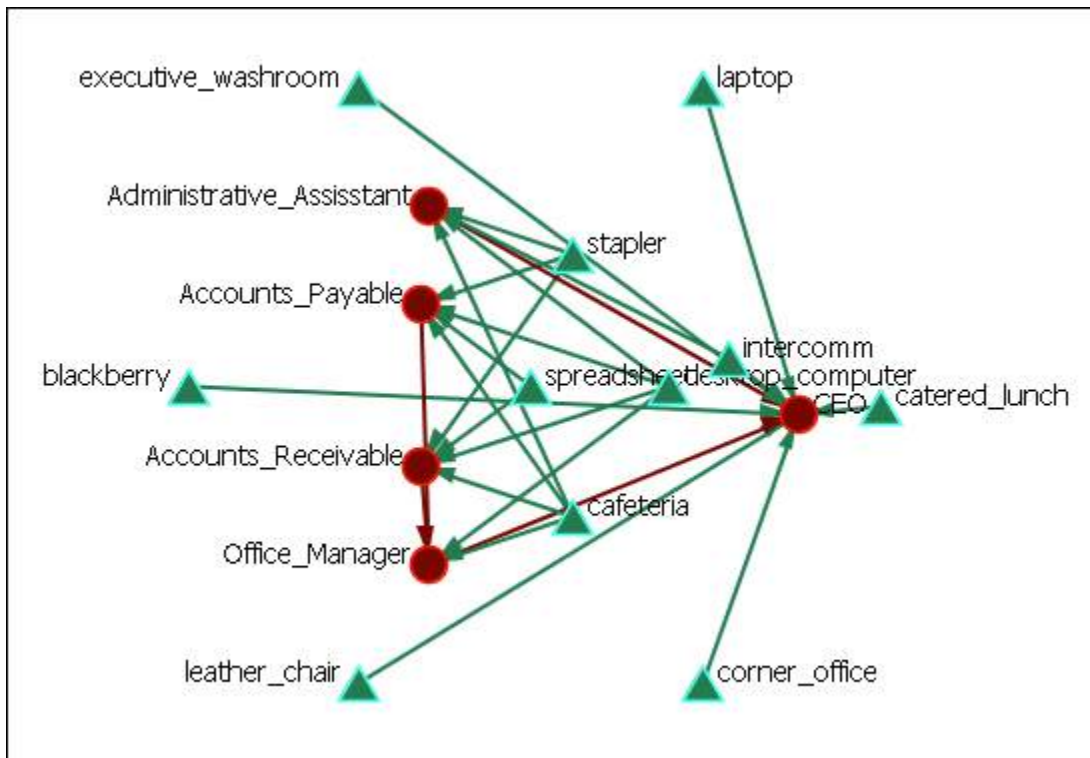 executive_washroom
laptop
Administrative_Assisstant
stapler
Accounts_Payable
intercomm
blackberry
spreadsheet
desktop_computer
CEO
catered_lunch
Accounts_Receivable
cafeteria
Office_Manager
leather_chair
corner_office